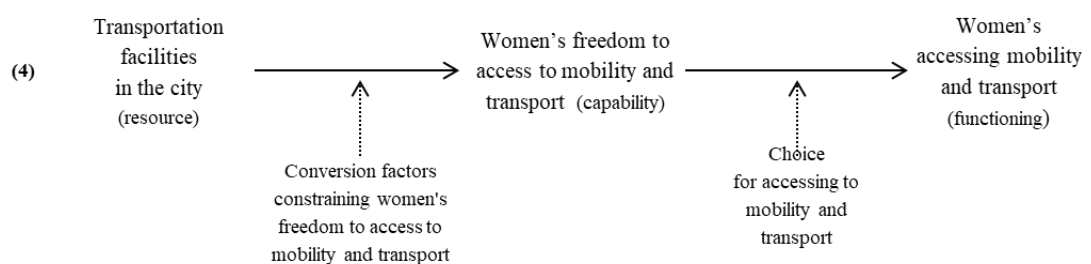 (4)
Transportation
facilities
in the city
(resource)
Women’s freedom to
access to mobility and
transport (capability)
Women’s
accessing mobility
and transport
(functioning)
Conversion factors
constraining women's
freedom to access to
mobility and transport
Choice
for accessing to
mobility and
transport